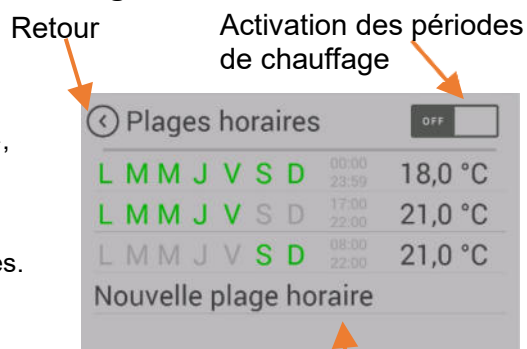 Retour
Activation des périodes
de chauffage
Plages horaires
OFF
,
L M M J V S D 00:00 23:59 18,0 °C
L M M J V S D 17:00 22:00 21,0 °C
L M M J V S D 08:00 22:00 21,0 °C
es.
Nouvelle plage horaire